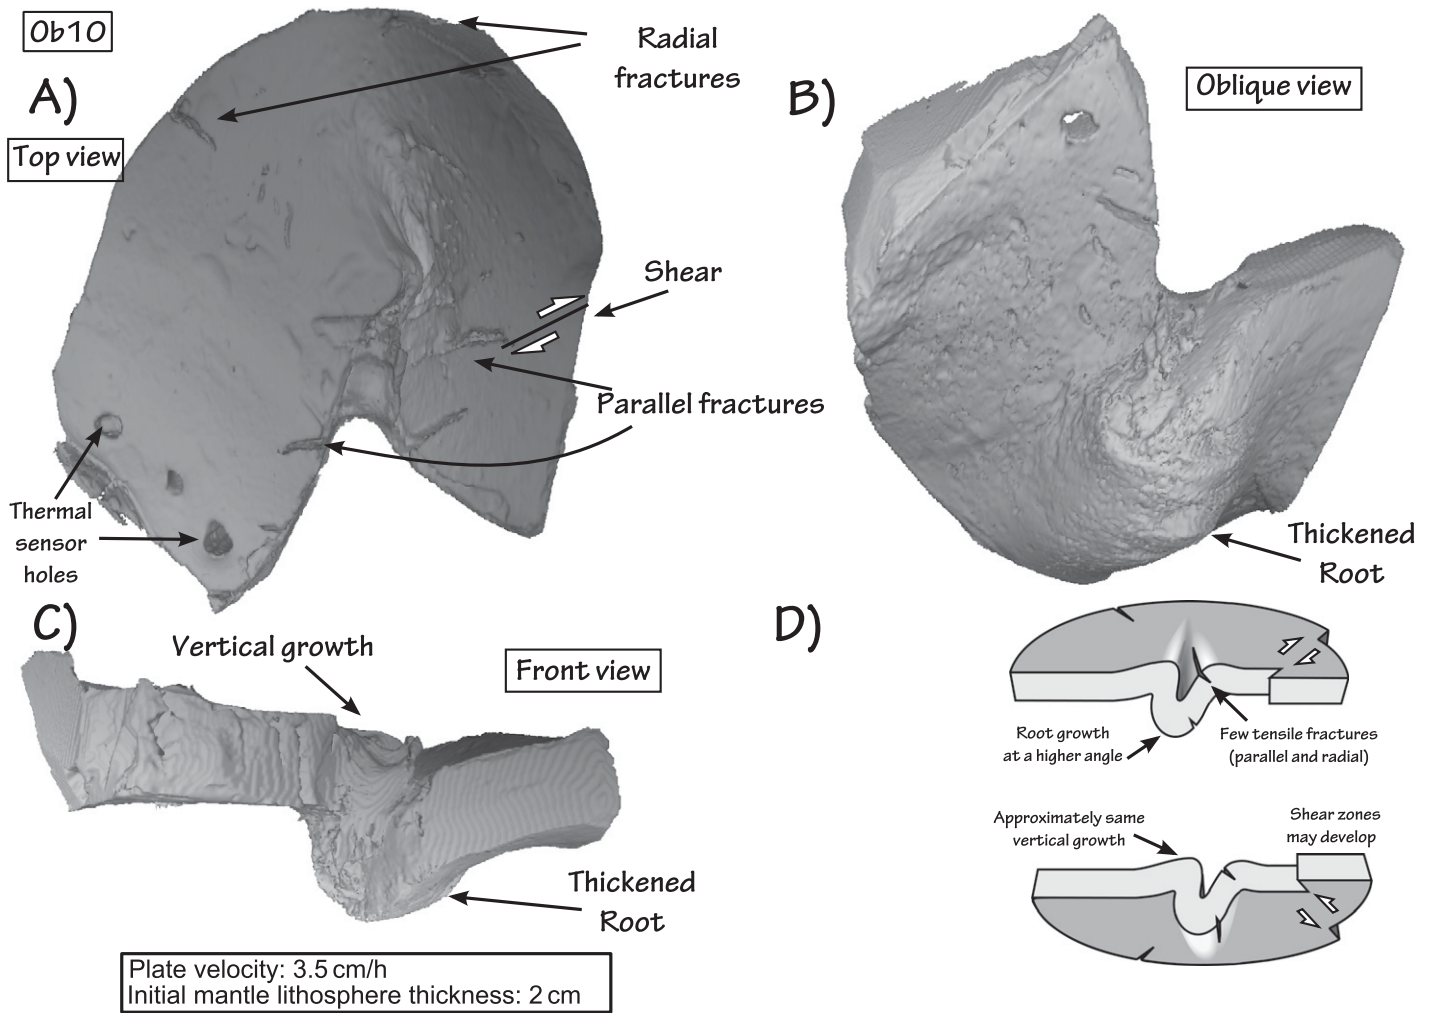 Ob10
A)
Top view
Radial
fractures
Shear
Parallel fractures
Thermal
sensor
holes
B)
Oblique view
Thickened
Root
C)
Vertical growth
Front view
Thickened
Root
Plate velocity: 3.5 cm/h
Initial mantle lithosphere thickness: 2 cm
D)
Root growth
at a higher angle
Few tensile fractures
(parallel and radial)
Approximately same
vertical growth
Shear zones
may develop